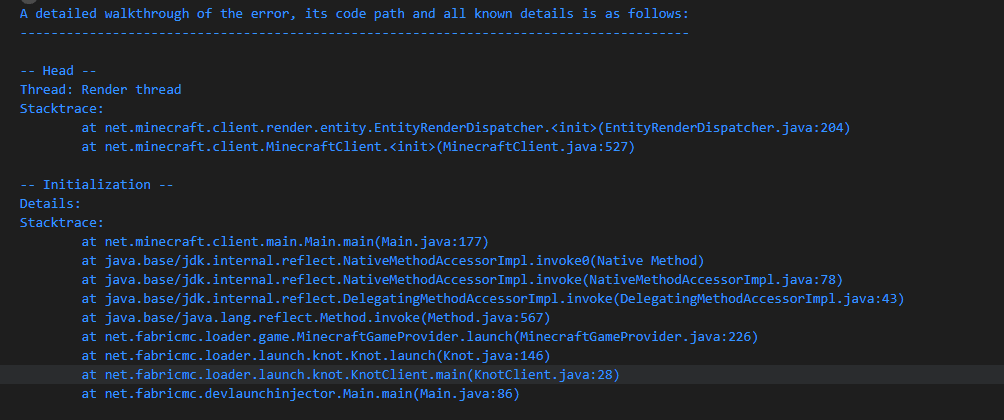 A detailed walkthrough of the error, its code path and all known details is as follows:
---------------------------------------------------------------------------------------
-- Head --
Thread: Render thread
Stacktrace:
at net.minecraft.client.render.entity.EntityRenderDispatcher.<init>(EntityRenderDispatcher.java:204)
at net.minecraft.client.MinecraftClient.<init>(MinecraftClient.java:527)
-- Initialization --
Details:
Stacktrace:
at net.minecraft.client.main.Main.main(Main.java:177)
at java.base/jdk.internal.reflect.NativeMethodAccessorImpl.invoke0(Native Method)
at java.base/jdk.internal.reflect.NativeMethodAccessorImpl.invoke(NativeMethodAccessorImpl.java:78)
at java.base/jdk.internal.reflect.DelegatingMethodAccessorImpl.invoke(DelegatingMethodAccessorImpl.java:43)
at java.base/java.lang.reflect.Method.invoke(Method.java:567)
at net.fabricmc.loader.game.MinecraftGameProvider.launch(MinecraftGameProvider.java:226)
at net.fabricmc.loader.launch.knot.Knot.launch(Knot.java:146)
at net.fabricmc.loader.launch.knot.KnotClient.main(KnotClient.java:28)
at net.fabricmc.devlaunchinjector.Main.main(Main.java:86)